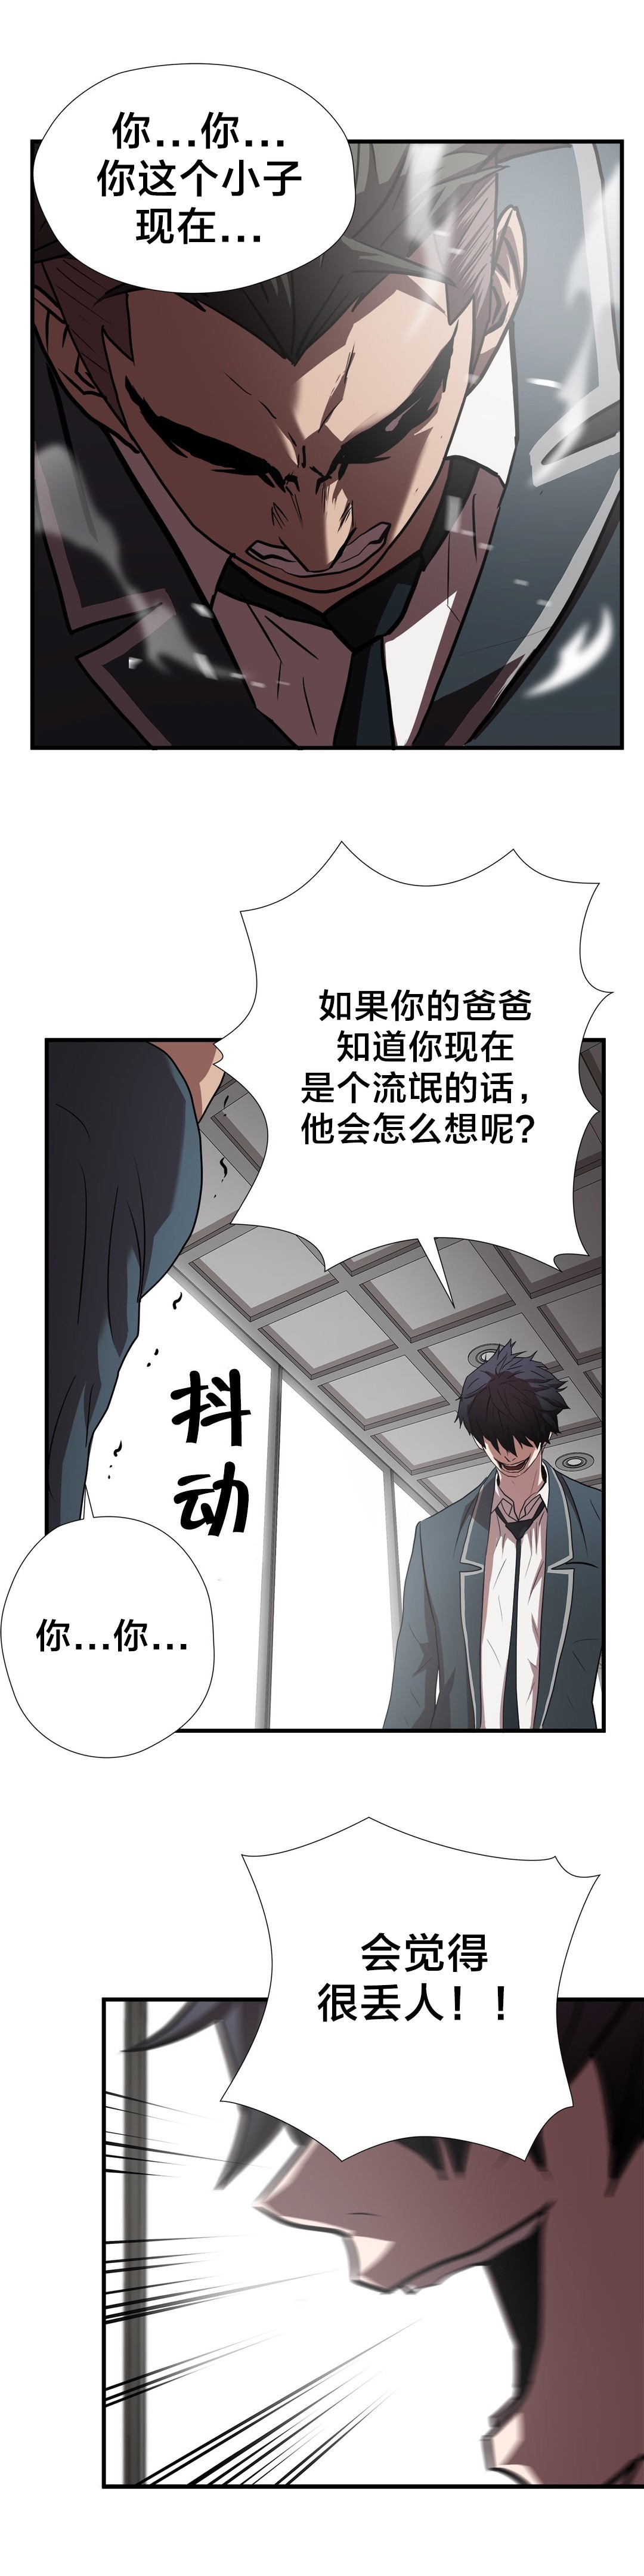 你…你…
你这个小子
现在…
如果你的爸爸
知道你现在
是个流氓的话，
他会怎么想呢？
抖
动
你…你…
会觉得
很丢人！！